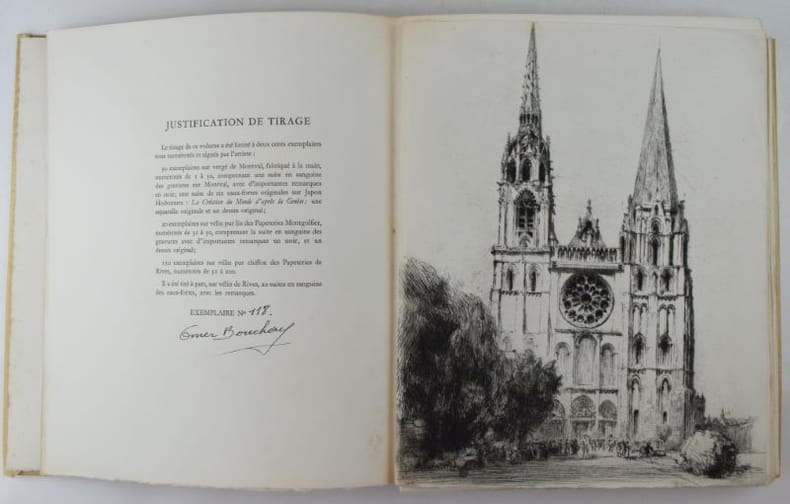 JUSTIFICATION DE TIRAGE
Le tirage de ce volume a été limité à deux cents exemplaires
tous numérotés et signés par l'artiste :
30 exemplaires sur vergé de Montval, fabriqué à la main,
numérotés de 1 à 30, comprenant une suite en sanguine
des gravures sur Montval, avec d'importantes remarques
en noir; une suite de six eaux-fortes originales sur Japon
Hodomura : La Création du Monde d'après la Genèse; une
aquarelle originale et un dessin original;
20 exemplaires sur vélin pur lin des Papeteries Montgolfier,
numérotés de 31 à 50, comprenant la suite en sanguine des
gravures avec d'importantes remarques en noir, et un
dessin original;
150 exemplaires sur vélin pur chiffon des Papeteries de
Rives, numérotés de 51 à 200.
Il a été tiré à part, sur vélin de Rives, 20 suites en sanguine
des eaux-fortes, avec les remarques.
EXEMPLAIRE N° 118.
Omer Bouchery